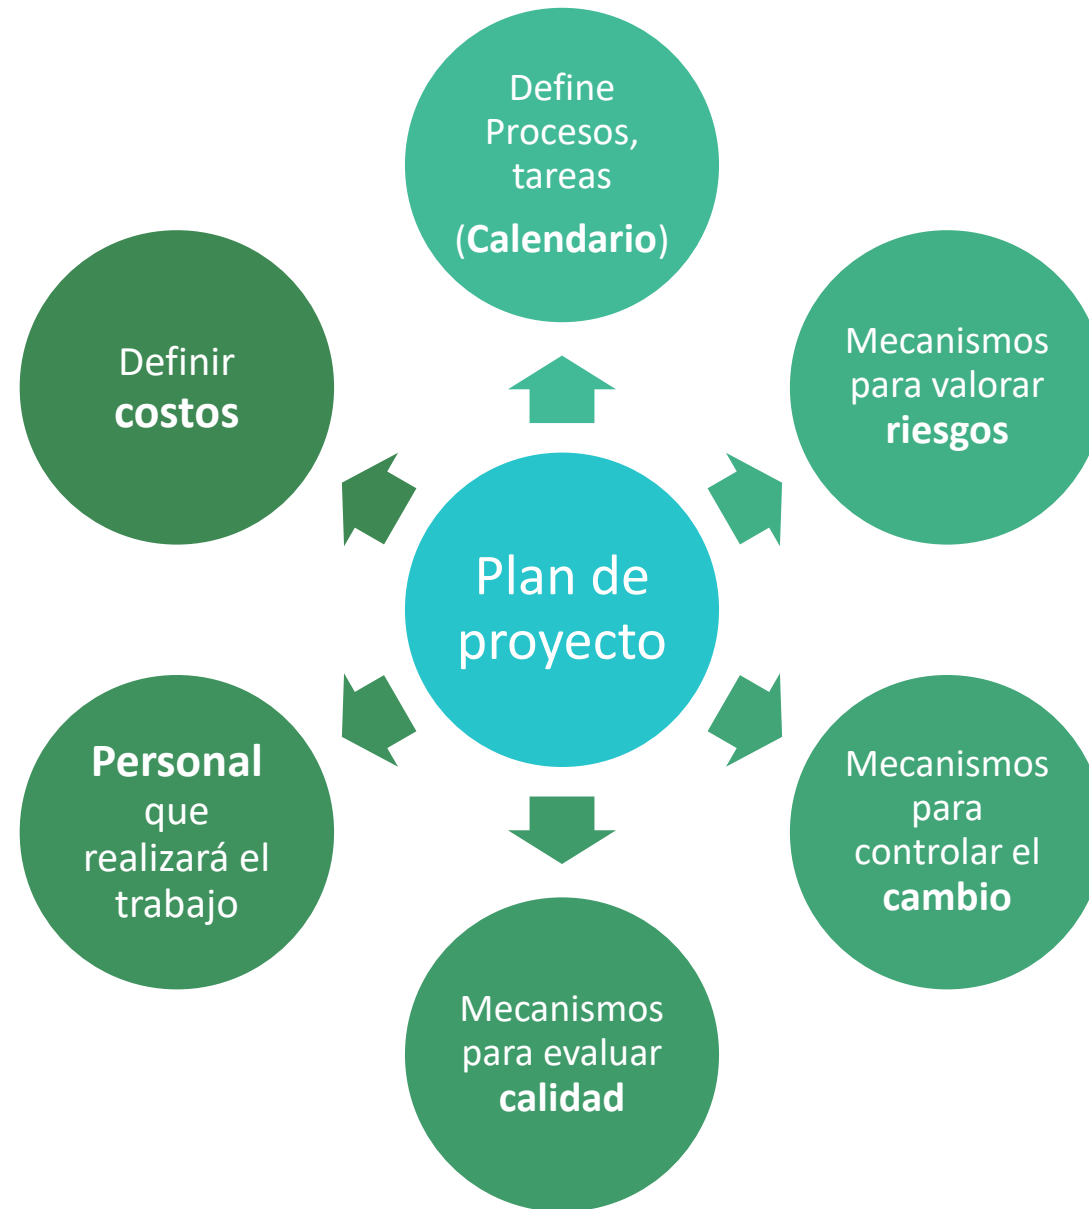 Define
Procesos,
tareas
(Calendario)
Mecanismos
para valorar
riesgos
Mecanismos
para
controlar el
cambio
Mecanismos
para evaluar
calidad
Personal
que
realizará el
trabajo
Definir
costos
Plan de
proyecto